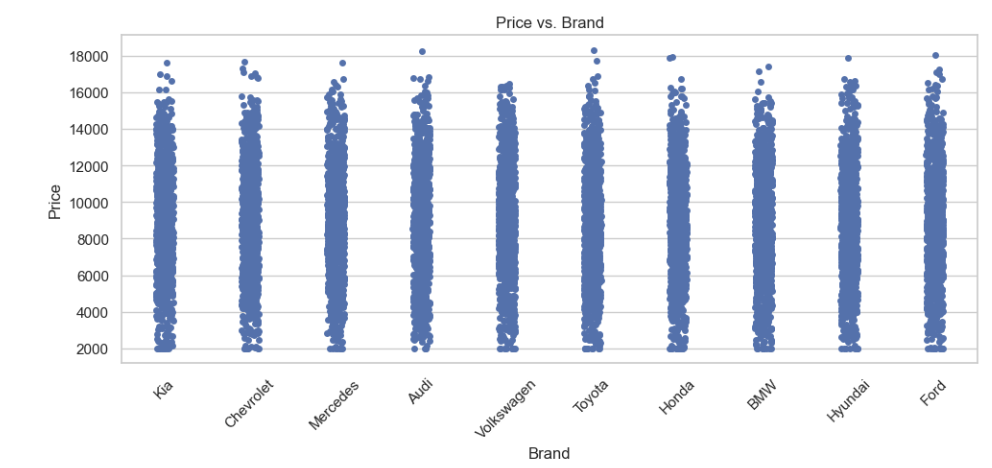 Price vs. Brand
18000
16000
14000
12000
10000
8000
6000
4000
2000
Price
Kia
Chevrolet
Mercedes
Audi
Volkswagen
Toyota
Honda
BMW
Hyundai
Ford
Brand